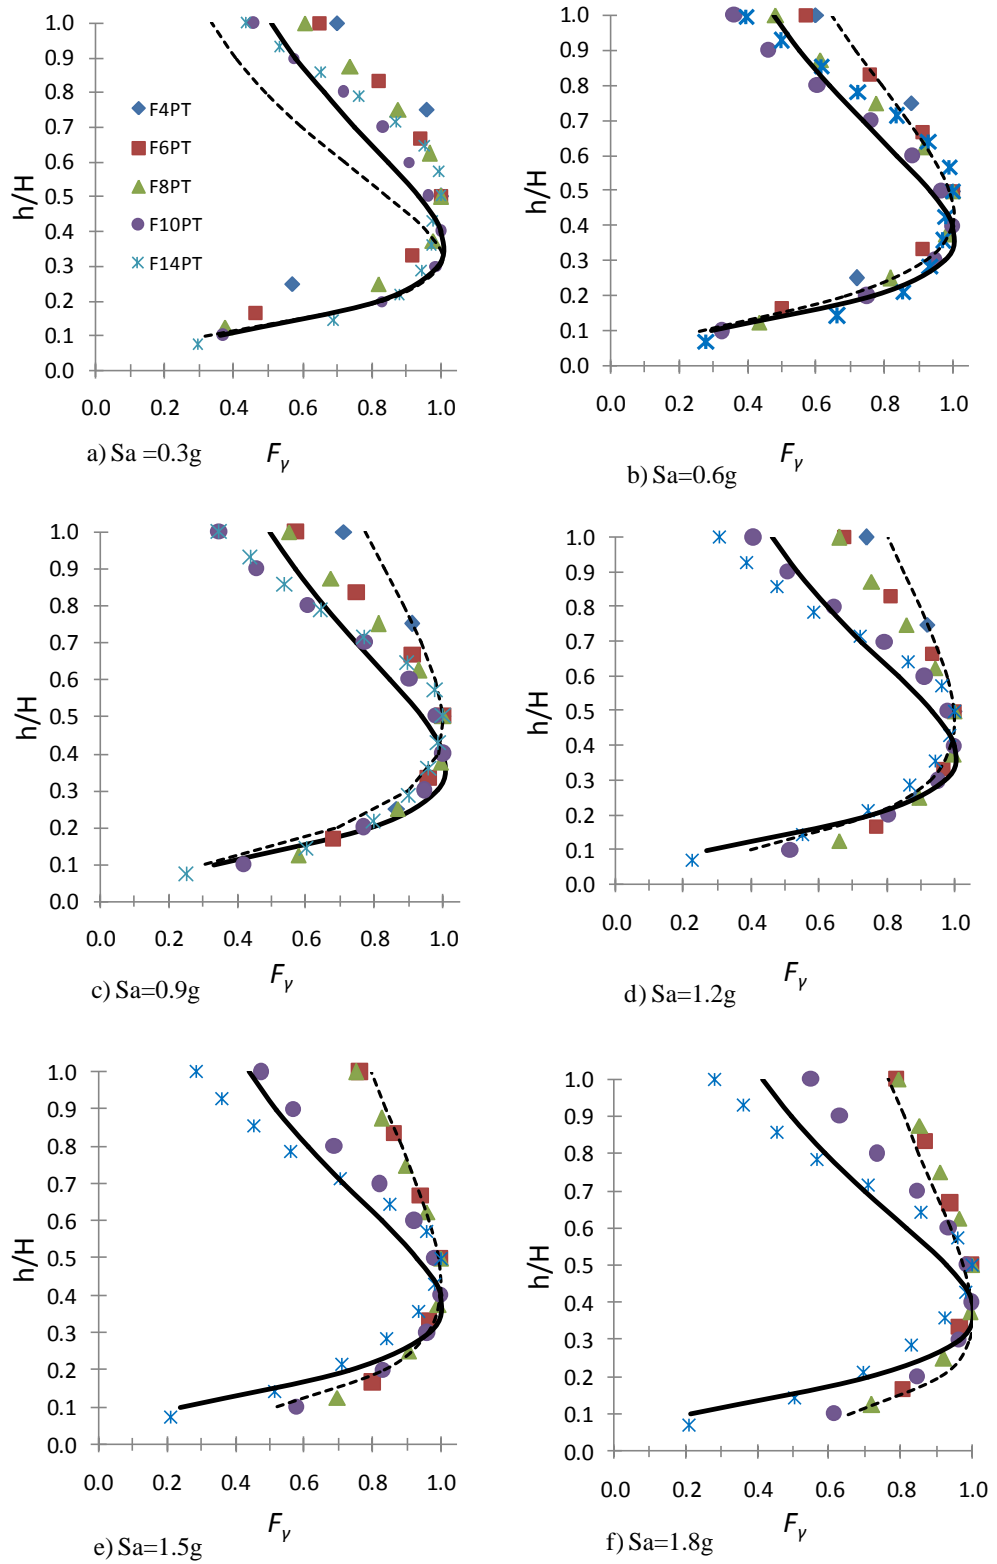 1.0
0.9
0.8
0.7
0.6
0.5
0.4
0.3
0.2
0.1
0.0
h/H
F4PT
F6PT
F8PT
F10PT
F14PT
0.0 0.2 0.4 0.6 0.8 1.0
a) Sa =0.3g
Fγ
1.0
0.9
0.8
0.7
0.6
0.5
0.4
0.3
0.2
0.1
0.0
h/H
0.0 0.2 0.4 0.6 0.8 1.0
Fγ
b) Sa=0.6g
1.0
0.9
0.8
0.7
0.6
0.5
0.4
0.3
0.2
0.1
0.0
h/H
0.0 0.2 0.4 0.6 0.8 1.0
Fγ
c) Sa=0.9g
1.0
0.9
0.8
0.7
0.6
0.5
0.4
0.3
0.2
0.1
0.0
h/H
0.0 0.2 0.4 0.6 0.8 1.0
Fγ
d) Sa=1.2g
1.0
0.9
0.8
0.7
0.6
0.5
0.4
0.3
0.2
0.1
0.0
h/H
0.0 0.2 0.4 0.6 0.8 1.0
Fγ
e) Sa=1.5g
1.0
0.9
0.8
0.7
0.6
0.5
0.4
0.3
0.2
0.1
0.0
h/H
0.0 0.2 0.4 0.6 0.8 1.0
Fγ
f) Sa=1.8g